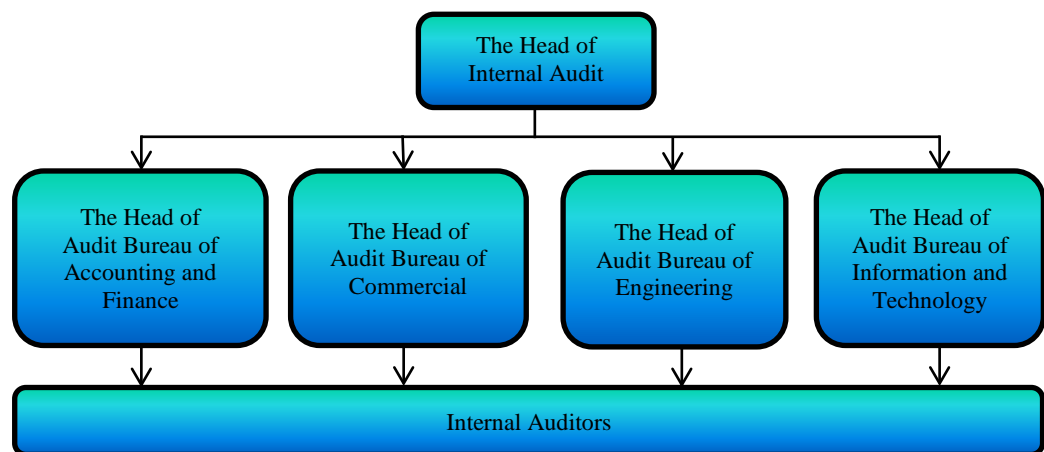 The Head of
Internal Audit
The Head of
Audit Bureau of
Accounting and
Finance
The Head of
Audit Bureau of
Commercial
The Head of
Audit Bureau of
Engineering
The Head of
Audit Bureau of
Information and
Technology
Internal Auditors